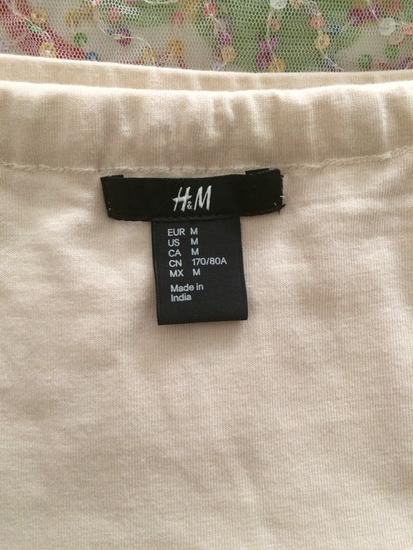 H&M
EUR M
US M
CA M
CN 170/80A
MX M
Made in
India